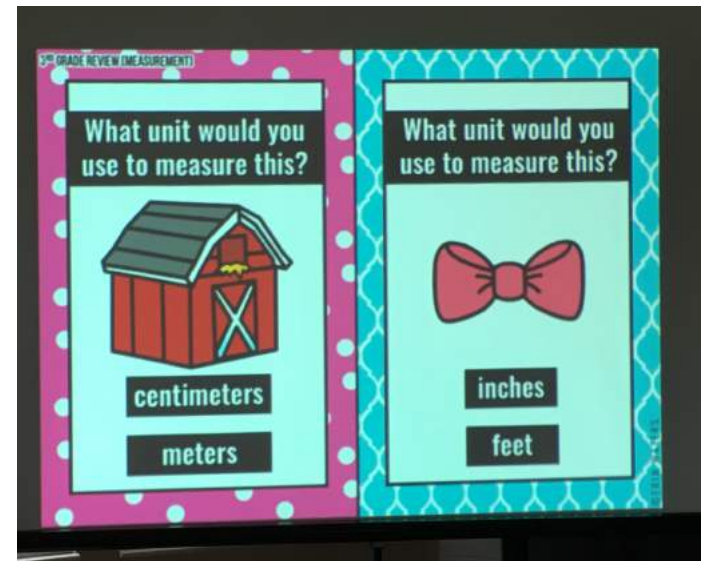 3RD GRADE REVIEW (MEASUREMENT)
What unit would you
use to measure this?
centimeters
meters
What unit would you
use to measure this?
inches
feet